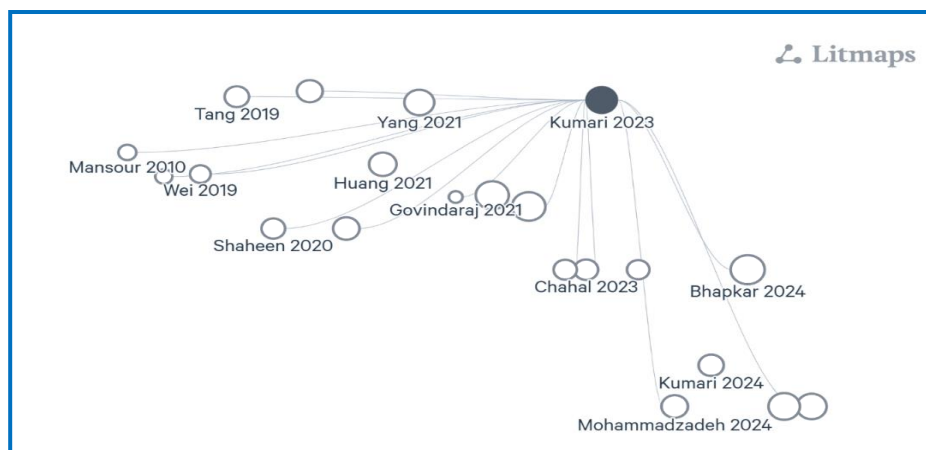 Litmaps
Tang 2019
Yang 2021
Kumari 2023
Mansour 2010
Wei 2019
Huang 2021
Govindaraj 2021
Shaheen 2020
Chahal 2023
Bhapkar 2024
Kumari 2024
Mohammadzadeh 2024